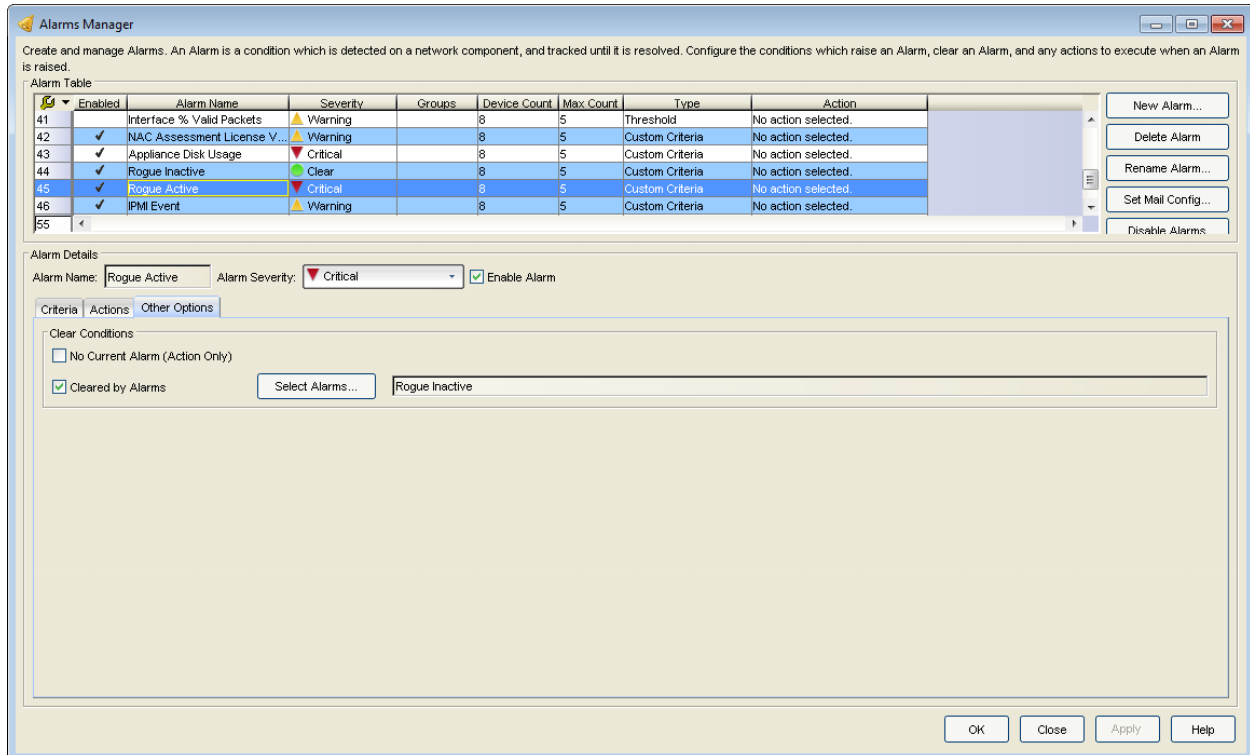 Alarms Manager
Create and manage Alarms. An Alarm is a condition which is detected on a network component, and tracked until it is resolved. Configure the conditions which raise an Alarm, clear an Alarm, and any actions to execute when an Alarm
is raised.
Alarm Table
Enabled Alarm Name Severity Groups Device Count Max Count Type Action
41 Interface % Valid Packets Warning 8 5 Threshold No action selected.
42 ✔ NAC Assessment License V... Warning 8 5 Custom Criteria No action selected.
43 ✔ Appliance Disk Usage Critical 8 5 Custom Criteria No action selected.
44 ✔ Rogue Inactive Clear 8 5 Custom Criteria No action selected.
45 ✔ Rogue Active Critical 8 5 Custom Criteria No action selected.
46 ✔ IPMI Event Warning 8 5 Custom Criteria No action selected.
55
New Alarm...
Delete Alarm
Rename Alarm...
Set Mail Config...
Disable Alarms
Alarm Details
Alarm Name: Rogue Active Alarm Severity: Critical Enable Alarm
Criteria Actions Other Options
Clear Conditions
No Current Alarm (Action Only)
Cleared by Alarms Select Alarms... Rogue Inactive
OK Close Apply Help